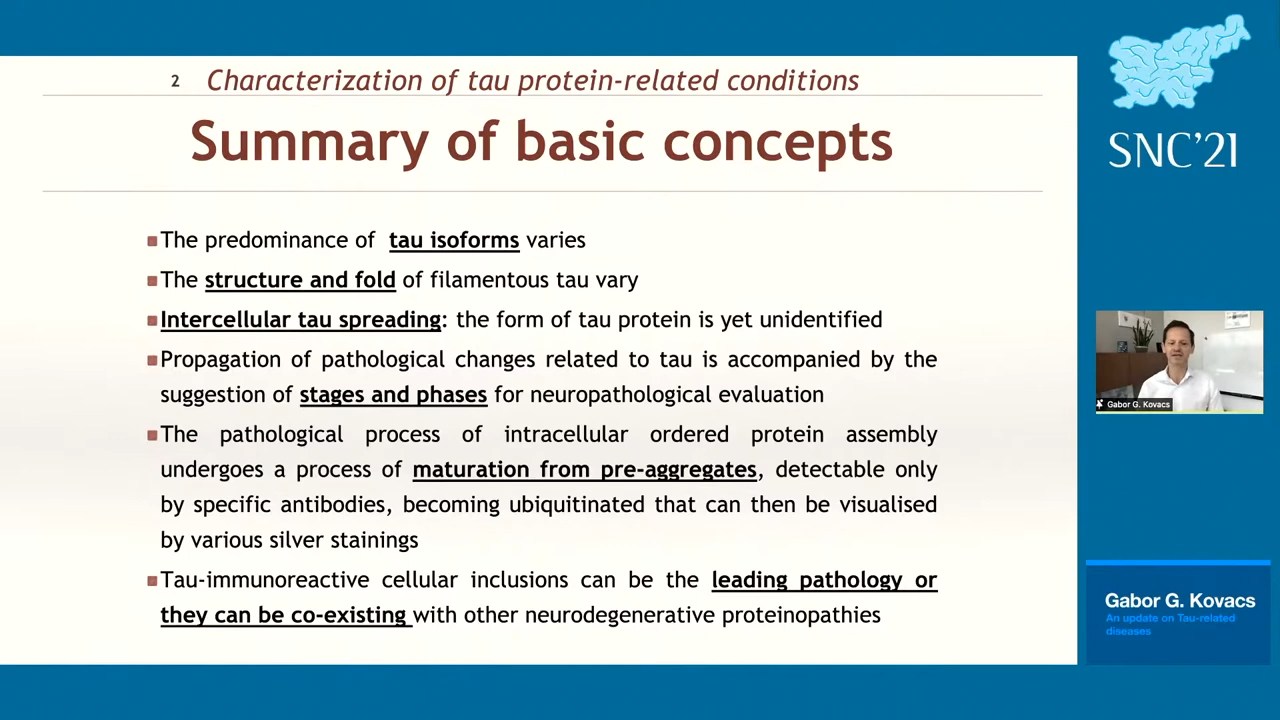 2 Characterization of tau protein-related conditions
Summary of basic concepts
The predominance of tau isoforms varies
The structure and fold of filamentous tau vary
Intercellular tau spreading: the form of tau protein is yet unidentified
Propagation of pathological changes related to tau is accompanied by the
suggestion of stages and phases for neuropathological evaluation
The pathological process of intracellular ordered protein assembly
undergoes a process of maturation from pre-aggregates, detectable only
by specific antibodies, becoming ubiquitinated that can then be visualised
by various silver stainings
Tau-immunoreactive cellular inclusions can be the leading pathology or
they can be co-existing with other neurodegenerative proteinopathies
SNC'21
Gabor G. Kovacs
Gabor G. Kovacs
An update on Tau-related
diseases